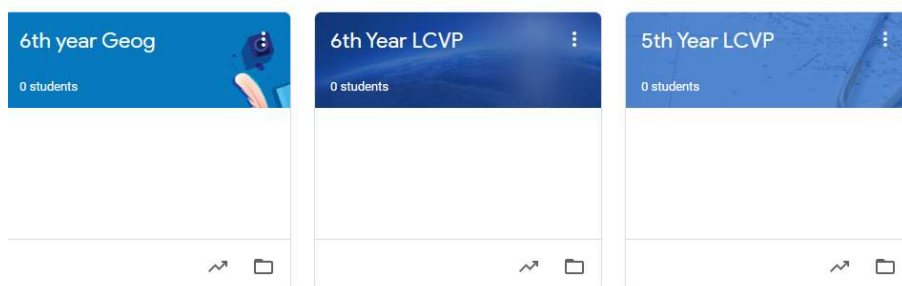 6th year Geog
0 students
6th Year LCVP
0 students
5th Year LCVP
0 students